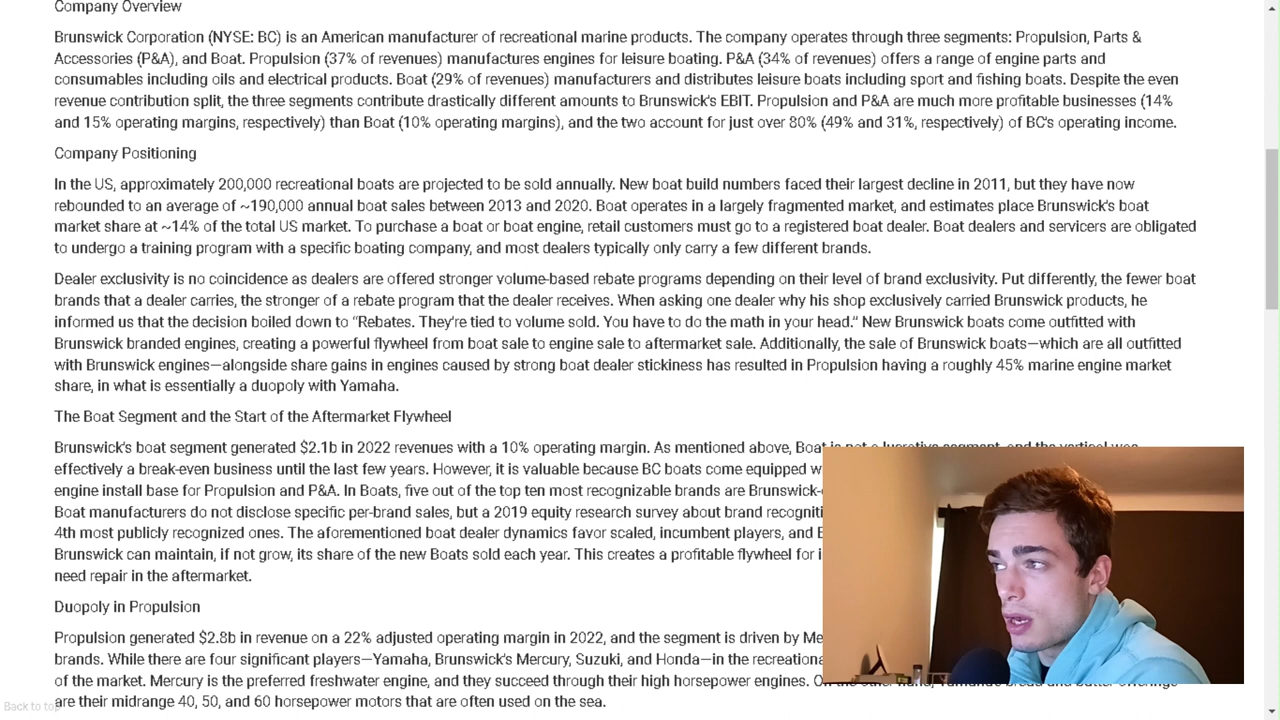 Company Overview
Brunswick Corporation (NYSE: BC) is an American manufacturer of recreational marine products. The company operates through three segments: Propulsion, Parts &
Accessories (P&A), and Boat. Propulsion (37% of revenues) manufactures engines for leisure boating. P&A (34% of revenues) offers a range of engine parts and
consumables including oils and electrical products. Boat (29% of revenues) manufacturers and distributes leisure boats including sport and fishing boats. Despite the even
revenue contribution split, the three segments contribute drastically different amounts to Brunswick's EBIT. Propulsion and P&A are much more profitable businesses (14%
and 15% operating margins, respectively) than Boat (10% operating margins), and the two account for just over 80% (49% and 31%, respectively) of BC's operating income.
Company Positioning
In the US, approximately 200,000 recreational boats are projected to be sold annually. New boat build numbers faced their largest decline in 2011, but they have now
rebounded to an average of ~190,000 annual boat sales between 2013 and 2020. Boat operates in a largely fragmented market, and estimates place Brunswick's boat
market share at ~14% of the total US market. To purchase a boat or boat engine, retail customers must go to a registered boat dealer. Boat dealers and servicers are obligated
to undergo a training program with a specific boating company, and most dealers typically only carry a few different brands.
Dealer exclusivity is no coincidence as dealers are offered stronger volume-based rebate programs depending on their level of brand exclusivity. Put differently, the fewer boat
brands that a dealer carries, the stronger of a rebate program that the dealer receives. When asking one dealer why his shop exclusively carried Brunswick products, he
informed us that the decision boiled down to “Rebates. They're tied to volume sold. You have to do the math in your head.” New Brunswick boats come outfitted with
Brunswick branded engines, creating a powerful flywheel from boat sale to engine sale to aftermarket sale. Additionally, the sale of Brunswick boats—which are all outfitted
with Brunswick engines—alongside share gains in engines caused by strong boat dealer stickiness has resulted in Propulsion having a roughly 45% marine engine market
share, in what is essentially a duopoly with Yamaha.
The Boat Segment and the Start of the Aftermarket Flywheel
Brunswick's boat segment generated $2.1b in 2022 revenues with a 10% operating margin. As mentioned above, Boat is not a lucrative segment, and the vertical was
effectively a break-even business until the last few years. However, it is valuable because BC boats come equipped w
engine install base for Propulsion and P&A. In Boats, five out of the top ten most recognizable brands are Brunswick-
Boat manufacturers do not disclose specific per-brand sales, but a 2019 equity research survey about brand recogniti
4th most publicly recognized ones. The aforementioned boat dealer dynamics favor scaled, incumbent players, and
Brunswick can maintain, if not grow, its share of the new Boats sold each year. This creates a profitable flywheel for
need repair in the aftermarket.
Duopoly in Propulsion
Propulsion generated $2.8b in revenue on a 22% adjusted operating margin in 2022, and the segment is driven by Me
brands. While there are four significant players—Yamaha, Brunswick's Mercury, Suzuki, and Honda—in the recreationa
of the market. Mercury is the preferred freshwater engine, and they succeed through their high horsepower engines.
are their midrange 40, 50, and 60 horsepower motors that are often used on the sea.
Back to top